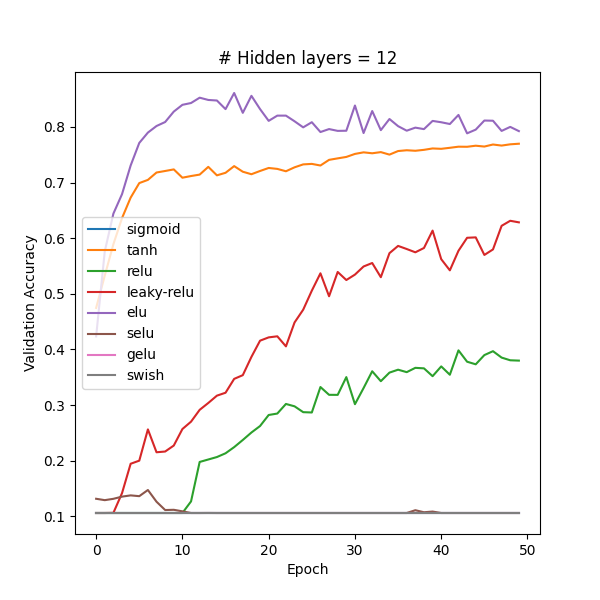 # Hidden layers = 12
Validation Accuracy
0.8
0.7
0.6
0.5
0.4
0.3
0.2
0.1
sigmoid
tanh
relu
leaky-relu
elu
selu
gelu
swish
0 10 20 30 40 50
Epoch